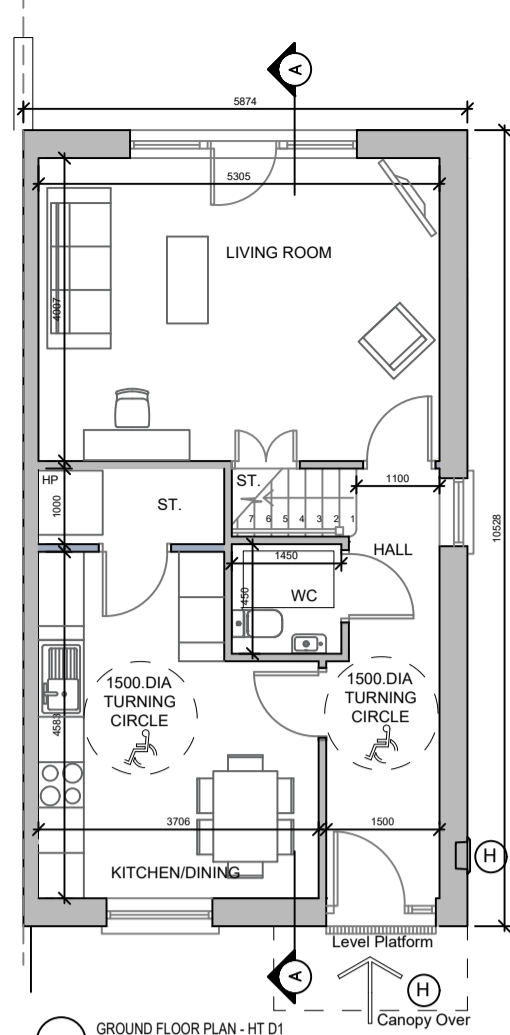 A
5874
5305
LIVING ROOM
4007
HP
1000
ST.
ST.
7 6 5 4 3 2 1
1100
HALL
10528
1450
WC
1450
1500.DIA
TURNING
CIRCLE
1500.DIA
TURNING
CIRCLE
4583
3706
1500
H
KITCHEN/DINING
Level Platform
A
H
Canopy Over
GROUND FLOOR PLAN - HT D1